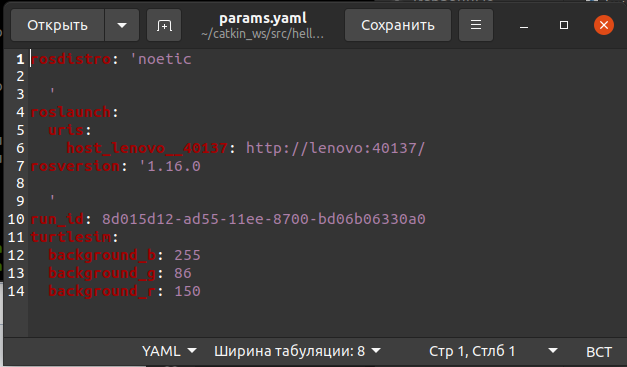 Открыть
params.yaml
~/catkin_ws/src/hell...
Сохранить
1 rosdistro: 'noetic
2
3   '
4 roslaunch:
5   uris:
6     host_lenovo__40137: http://lenovo:40137/
7 rosversion: '1.16.0
8
9   '
10 run_id: 8d015d12-ad55-11ee-8700-bd06b06330a0
11 turtlesim:
12   background_b: 255
13   background_g: 86
14   background_r: 150
YAML Ширина табуляции: 8 Стр 1, Стлб 1 ВСТ